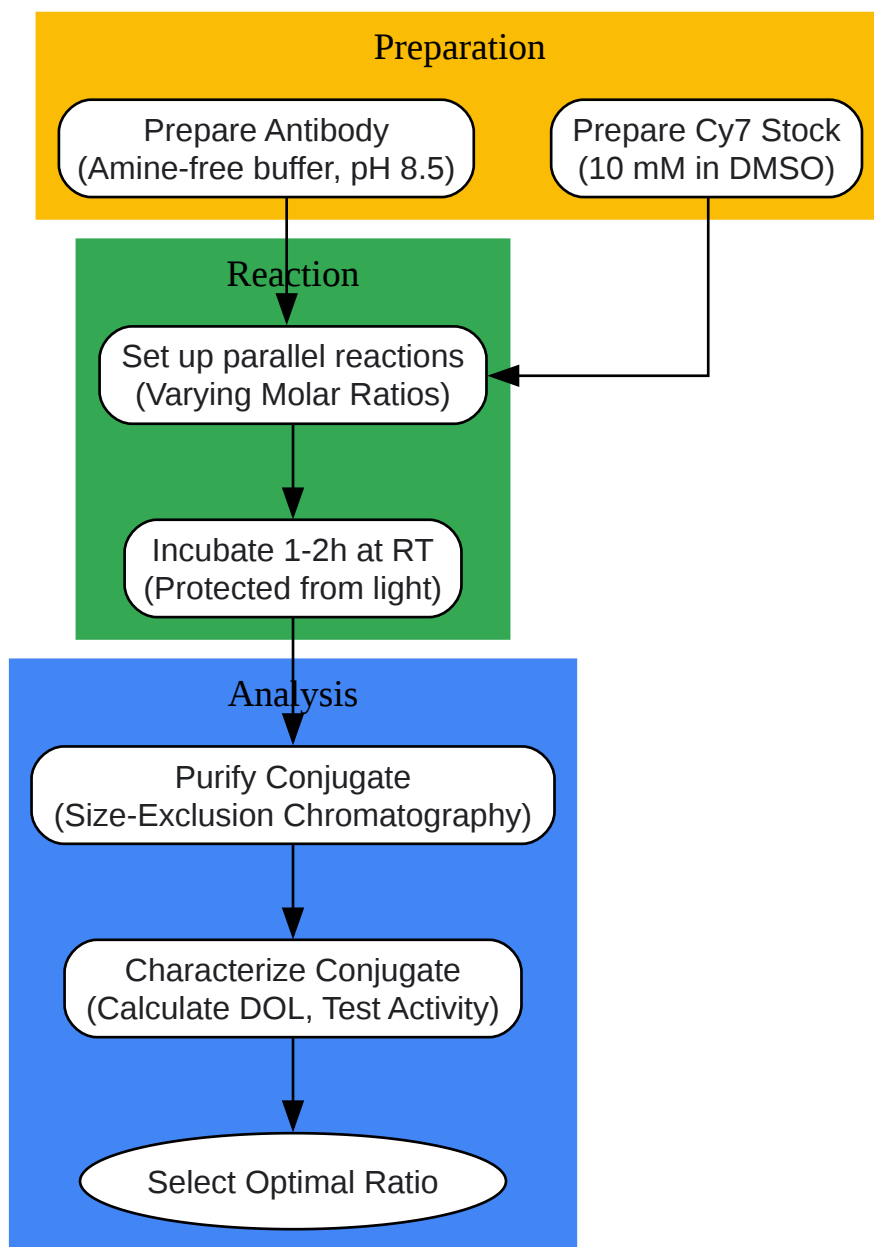 Preparation
Prepare Antibody
(Amine-free buffer, pH 8.5)
Prepare Cy7 Stock
(10 mM in DMSO)
Reaction
Set up parallel reactions
(Varying Molar Ratios)
Incubate 1-2h at RT
(Protected from light)
Analysis
Purify Conjugate
(Size-Exclusion Chromatography)
Characterize Conjugate
(Calculate DOL, Test Activity)
Select Optimal Ratio